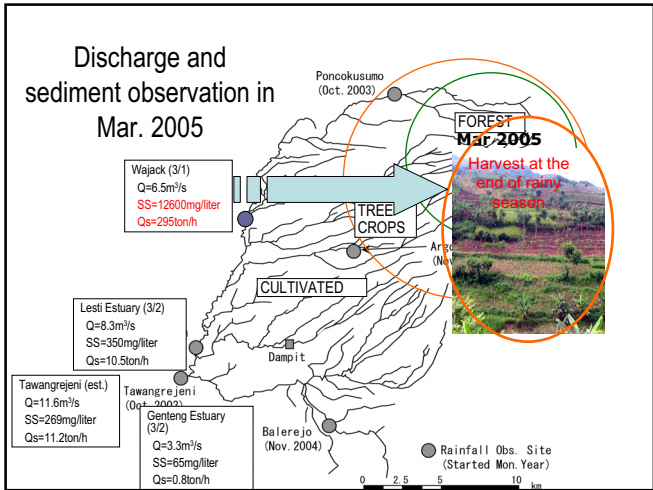 Discharge and
sediment observation in
Mar. 2005
Poncokusumo
(Oct. 2003)
FOREST
Mar 2005
Harvest at the
end of rainy
season
Wajack (3/1)
Q=6.5m³/s
SS=12600mg/liter
Qs=295ton/h
TREE
CROPS
CULTIVATED
Lesti Estuary (3/2)
Q=8.3m³/s
SS=350mg/liter
Qs=10.5ton/h
Dampit
Tawangrejeni (est.)
Q=11.6m³/s
SS=269mg/liter
Qs=11.2ton/h
Tawangrejeni
(Oct. 2003)
Genteng Estuary
(3/2)
Q=3.3m³/s
SS=65mg/liter
Qs=0.8ton/h
Balerejo
(Nov. 2004)
Rainfall Obs. Site
(Started Mon. Year)
0 2.5 5 10
km